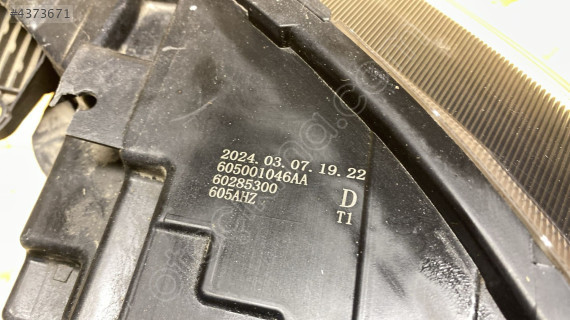 #4373671
2024. 03. 07. 19. 22
605001046AA
60285300
605AHZ
D
T1